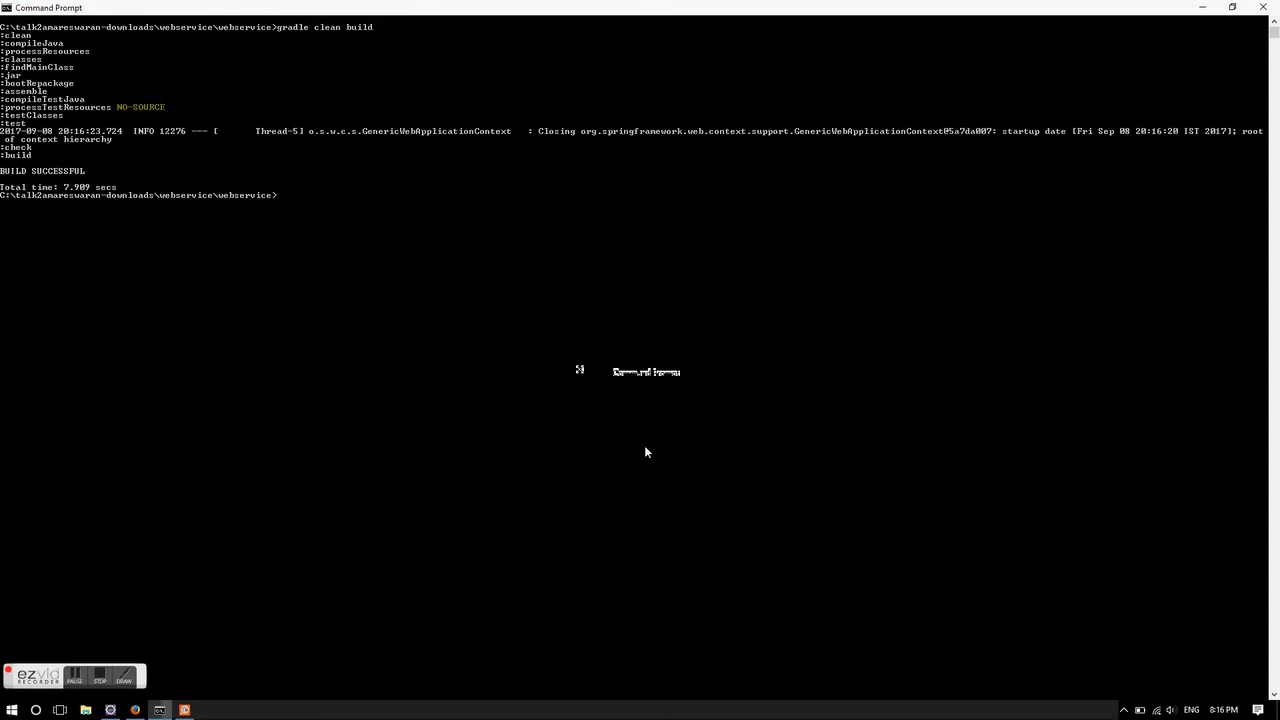 Command Prompt
C:\talk2amareswaran-downloads\webservice\webservice>gradle clean build
:clean
:compileJava
:processResources
:classes
:findMainClass
:jar
:bootRepackage
:assemble
:compileTestJava
:processTestResources NO-SOURCE
:testClasses
:test
2017-09-08 20:16:23.724  INFO 12276 --- [       Thread-5] o.s.w.c.s.GenericWebApplicationContext   : Closing org.springframework.web.context.support.GenericWebApplicationContext@5a7da007: startup date [Fri Sep 08 20:16:20 IST 2017]; root
 of context hierarchy
:check
:build
BUILD SUCCESSFUL
Total time: 7.909 secs
C:\talk2amareswaran-downloads\webservice\webservice>
Command Prompt
ezvid
RECORDER
PAUSE STOP DRAW
ENG 8:16 PM